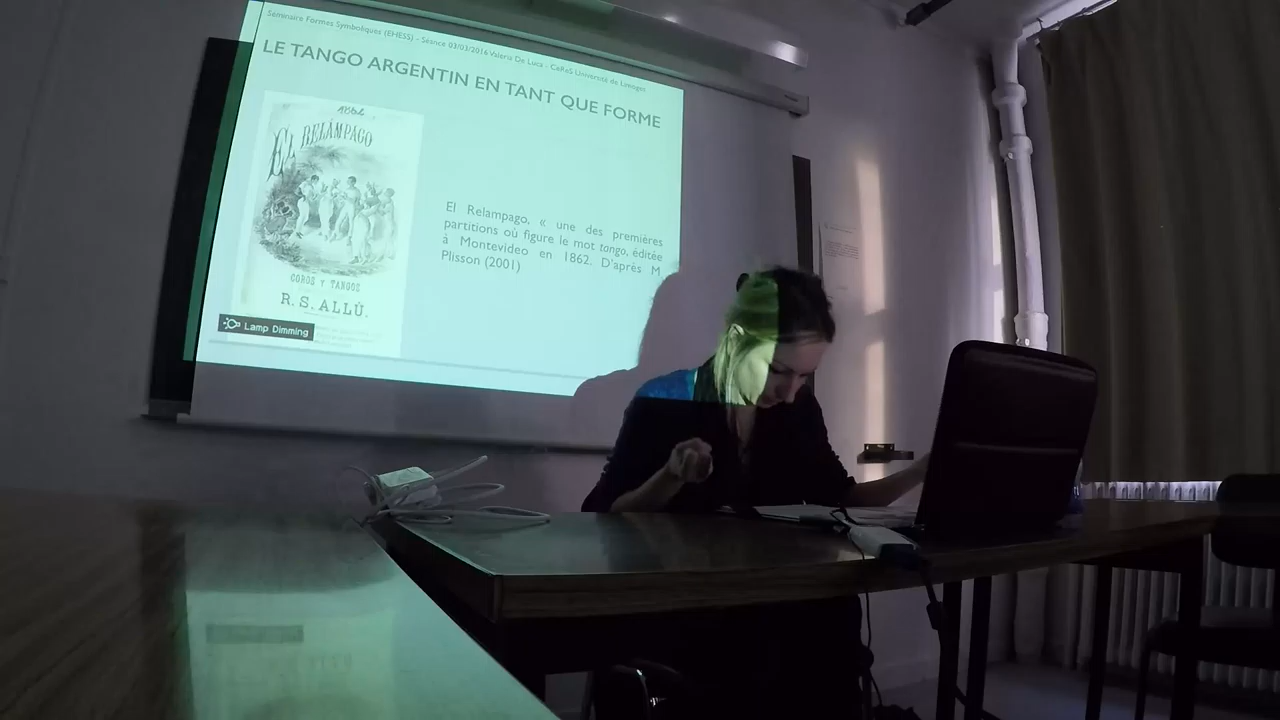 Séminaire Formes Symboliques (EHESS) - Séance 03/03/2016 Valeria De Luca - CeReS Université de Limoges
LE TANGO ARGENTIN EN TANT QUE FORME
EL RELÁMPAGO
COROS Y TANGOS
R. S. ALLÚ.
Lamp Dimming
El Relampago, « une des premières
partitions où figure le mot tango, éditée
à Montevideo en 1862. D'après M
Plisson (2001)